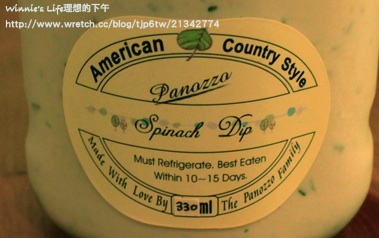 Winnie's Life理想的下午
http://www.wretch.cc/blog/tjp6tw/21342774
American Country Style
Panozzo
Spinach Dip
Must Refrigerate. Best Eaten
Within 10~15 Days.
Made With Love By 330ml The Panozzo Family